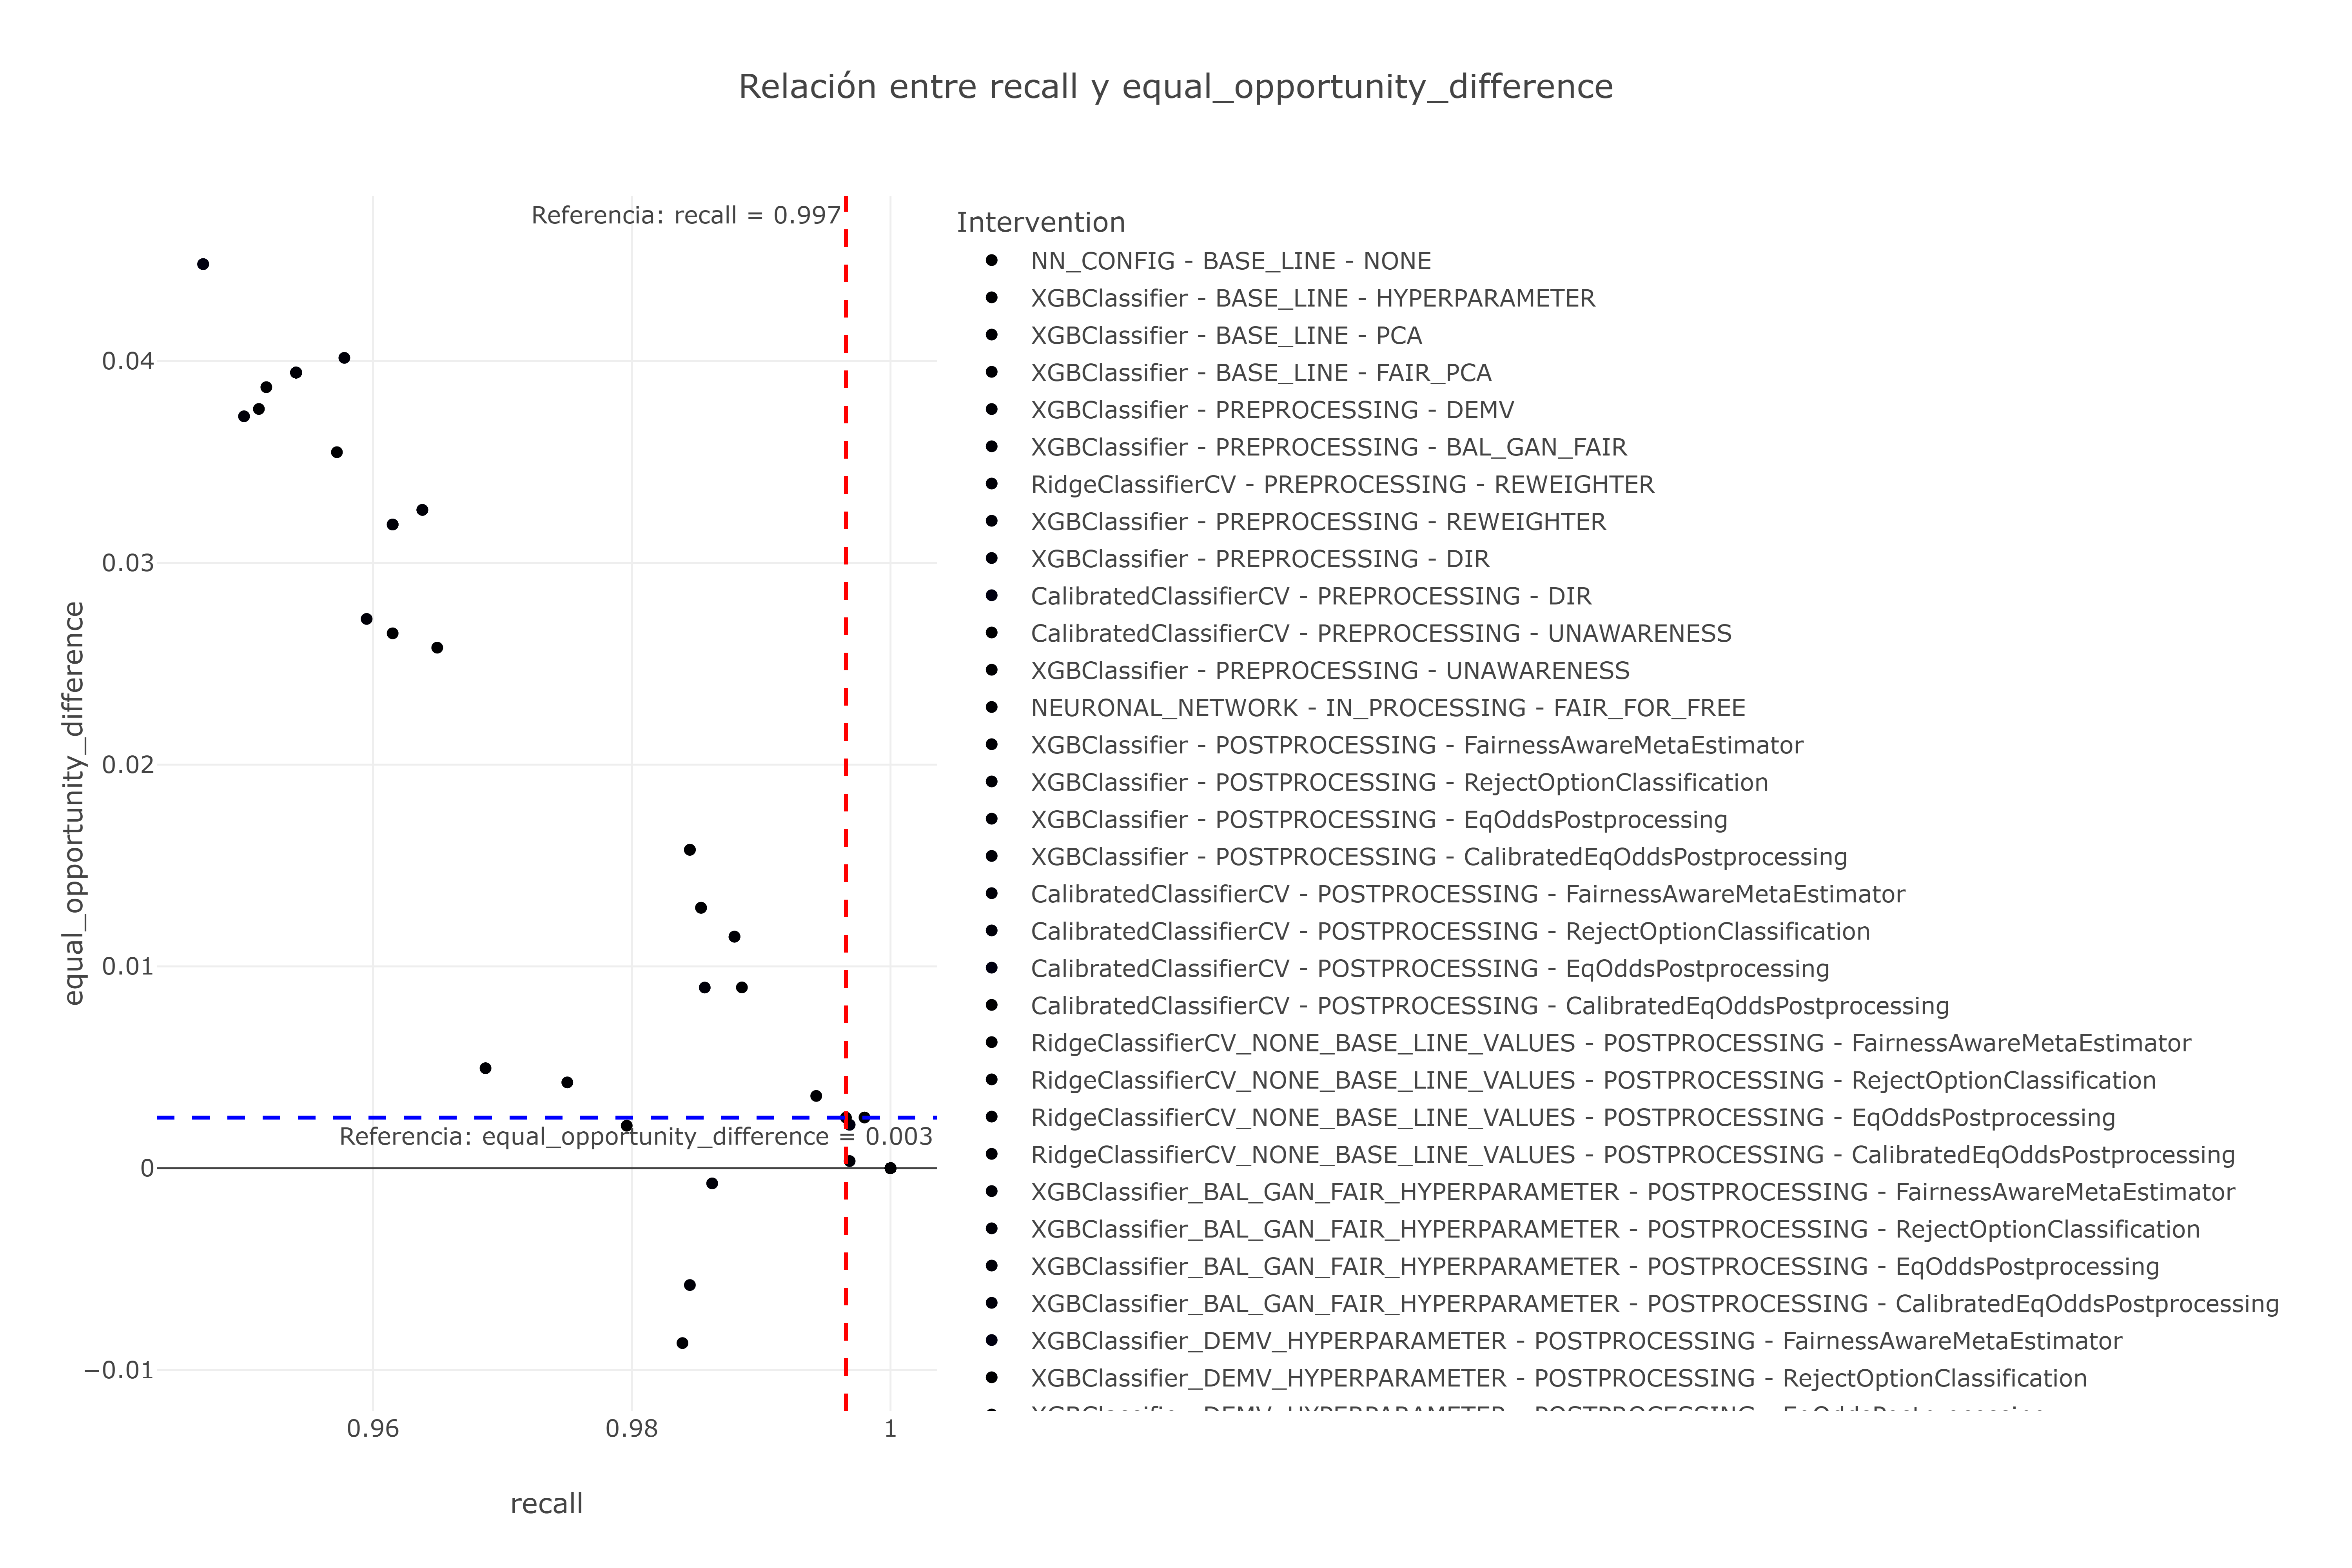 Relación entre recall y equal_opportunity_difference
Referencia: recall = 0.997
Referencia: equal_opportunity_difference = 0.003
equal_opportunity_difference
0.04
0.03
0.02
0.01
0
−0.01
0.96
0.98
1
recall
Intervention
NN_CONFIG - BASE_LINE - NONE
XGBClassifier - BASE_LINE - HYPERPARAMETER
XGBClassifier - BASE_LINE - PCA
XGBClassifier - BASE_LINE - FAIR_PCA
XGBClassifier - PREPROCESSING - DEMV
XGBClassifier - PREPROCESSING - BAL_GAN_FAIR
RidgeClassifierCV - PREPROCESSING - REWEIGHTER
XGBClassifier - PREPROCESSING - REWEIGHTER
XGBClassifier - PREPROCESSING - DIR
CalibratedClassifierCV - PREPROCESSING - DIR
CalibratedClassifierCV - PREPROCESSING - UNAWARENESS
XGBClassifier - PREPROCESSING - UNAWARENESS
NEURONAL_NETWORK - IN_PROCESSING - FAIR_FOR_FREE
XGBClassifier - POSTPROCESSING - FairnessAwareMetaEstimator
XGBClassifier - POSTPROCESSING - RejectOptionClassification
XGBClassifier - POSTPROCESSING - EqOddsPostprocessing
XGBClassifier - POSTPROCESSING - CalibratedEqOddsPostprocessing
CalibratedClassifierCV - POSTPROCESSING - FairnessAwareMetaEstimator
CalibratedClassifierCV - POSTPROCESSING - RejectOptionClassification
CalibratedClassifierCV - POSTPROCESSING - EqOddsPostprocessing
CalibratedClassifierCV - POSTPROCESSING - CalibratedEqOddsPostprocessing
RidgeClassifierCV_NONE_BASE_LINE_VALUES - POSTPROCESSING - FairnessAwareMetaEstimator
RidgeClassifierCV_NONE_BASE_LINE_VALUES - POSTPROCESSING - RejectOptionClassification
RidgeClassifierCV_NONE_BASE_LINE_VALUES - POSTPROCESSING - EqOddsPostprocessing
RidgeClassifierCV_NONE_BASE_LINE_VALUES - POSTPROCESSING - CalibratedEqOddsPostprocessing
XGBClassifier_BAL_GAN_FAIR_HYPERPARAMETER - POSTPROCESSING - FairnessAwareMetaEstimator
XGBClassifier_BAL_GAN_FAIR_HYPERPARAMETER - POSTPROCESSING - RejectOptionClassification
XGBClassifier_BAL_GAN_FAIR_HYPERPARAMETER - POSTPROCESSING - EqOddsPostprocessing
XGBClassifier_BAL_GAN_FAIR_HYPERPARAMETER - POSTPROCESSING - CalibratedEqOddsPostprocessing
XGBClassifier_DEMV_HYPERPARAMETER - POSTPROCESSING - FairnessAwareMetaEstimator
XGBClassifier_DEMV_HYPERPARAMETER - POSTPROCESSING - RejectOptionClassification